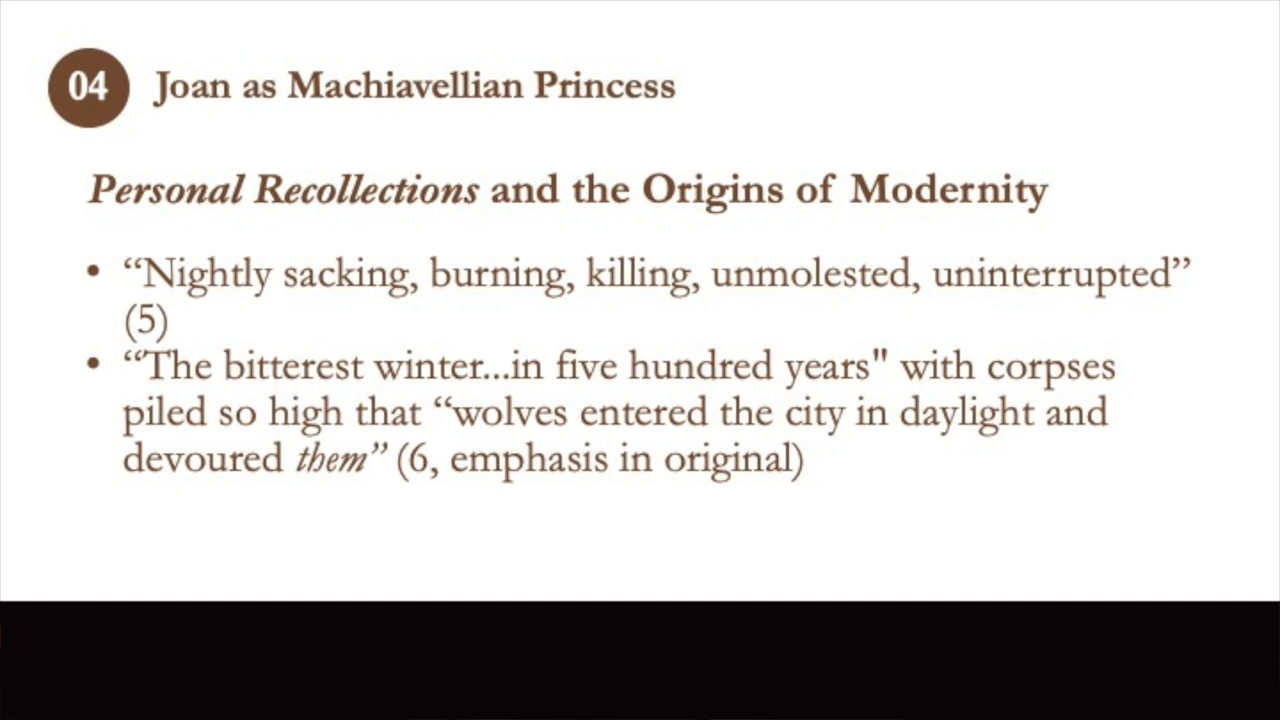 04
Joan as Machiavellian Princess
Personal Recollections and the Origins of Modernity
• “Nightly sacking, burning, killing, unmolested, uninterrupted”
(5)
• “The bitterest winter...in five hundred years" with corpses
piled so high that “wolves entered the city in daylight and
devoured them” (6, emphasis in original)